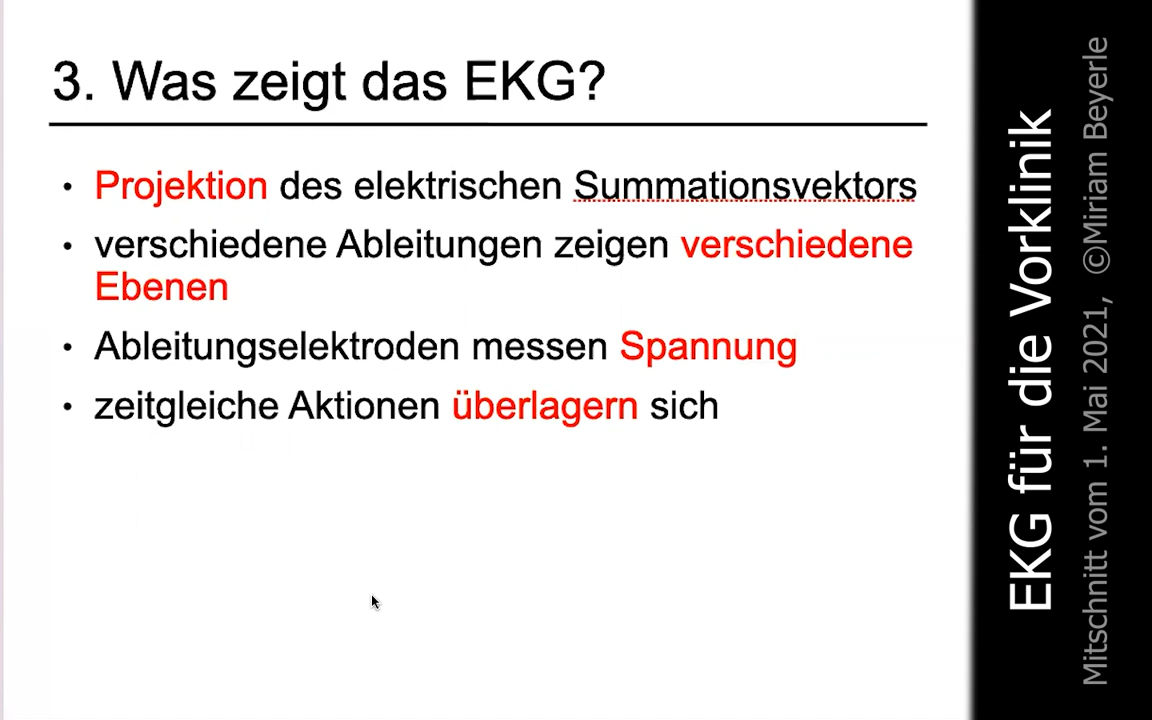 3. Was zeigt das EKG?
• Projektion des elektrischen Summationsvektors
• verschiedene Ableitungen zeigen verschiedene
Ebenen
• Ableitungselektroden messen Spannung
• zeitgleiche Aktionen überlagern sich
EKG für die Vorklinik
Mitschnitt vom 1. Mai 2021, ©Miriam Beyerle